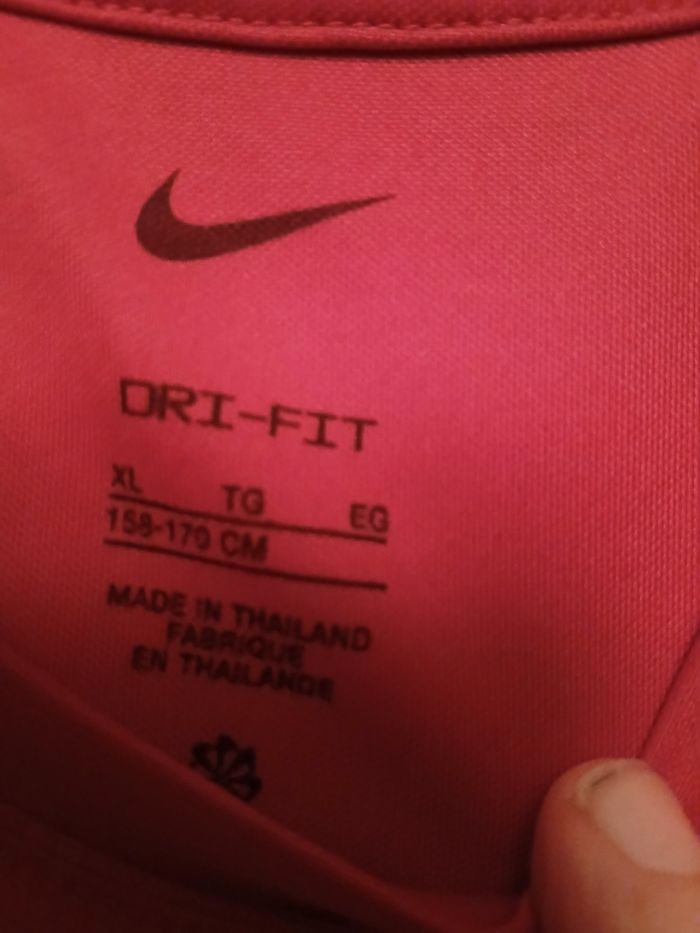 DRI-FIT
XL TG EG
158-170 CM
MADE IN THAILAND
FABRIQUE
EN THAILANDE